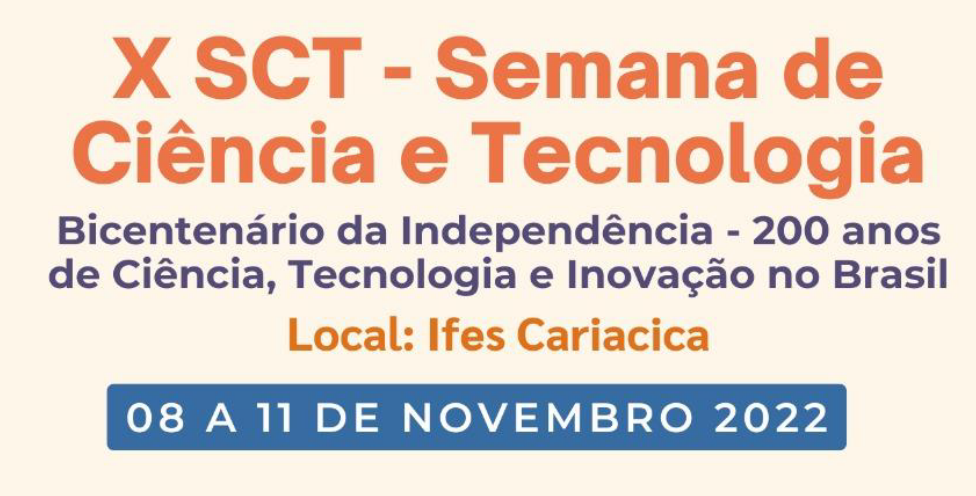 X SCT - Semana de
Ciência e Tecnologia
Bicentenário da Independência - 200 anos
de Ciência, Tecnologia e Inovação no Brasil
Local: Ifes Cariacica
08 A 11 DE NOVEMBRO 2022